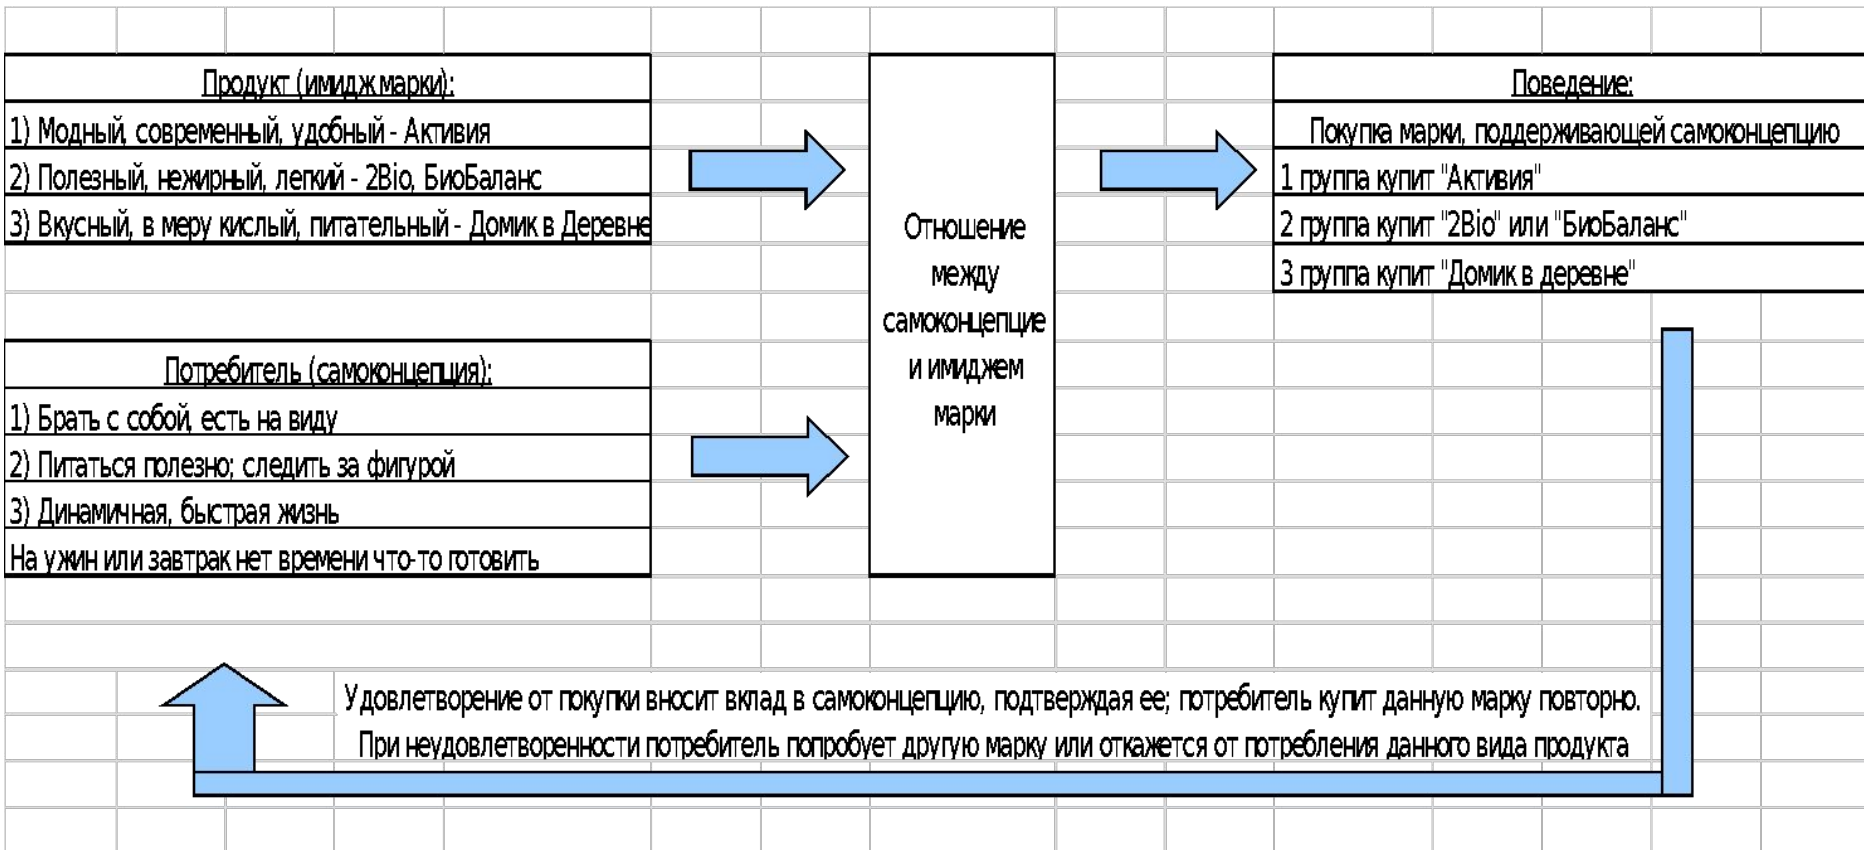 Продукт (имидж марки):
1) Модный, современный, удобный - Активия
2) Полезный, нежирный, легкий - 2Bio, БиоБаланс
3) Вкусный, в меру кислый, питательный - Домик в Деревне
Потребитель (самоконцепция):
1) Брать с собой, есть на виду
2) Питаться полезно; следить за фигурой
3) Динамичная, быстрая жизнь
На ужин или завтрак нет времени что-то готовить
Отношение
между
самоконцепцие
и имиджем
марки
Поведение:
Покупка марки, поддерживающей самоконцепцию
1 группа купит "Активия"
2 группа купит "2Bio" или "БиоБаланс"
3 группа купит "Домик в деревне"
Удовлетворение от покупки вносит вклад в самоконцепцию, подтверждая ее; потребитель купит данную марку повторно.
При неудовлетворенности потребитель попробует другую марку или откажется от потребления данного вида продукта